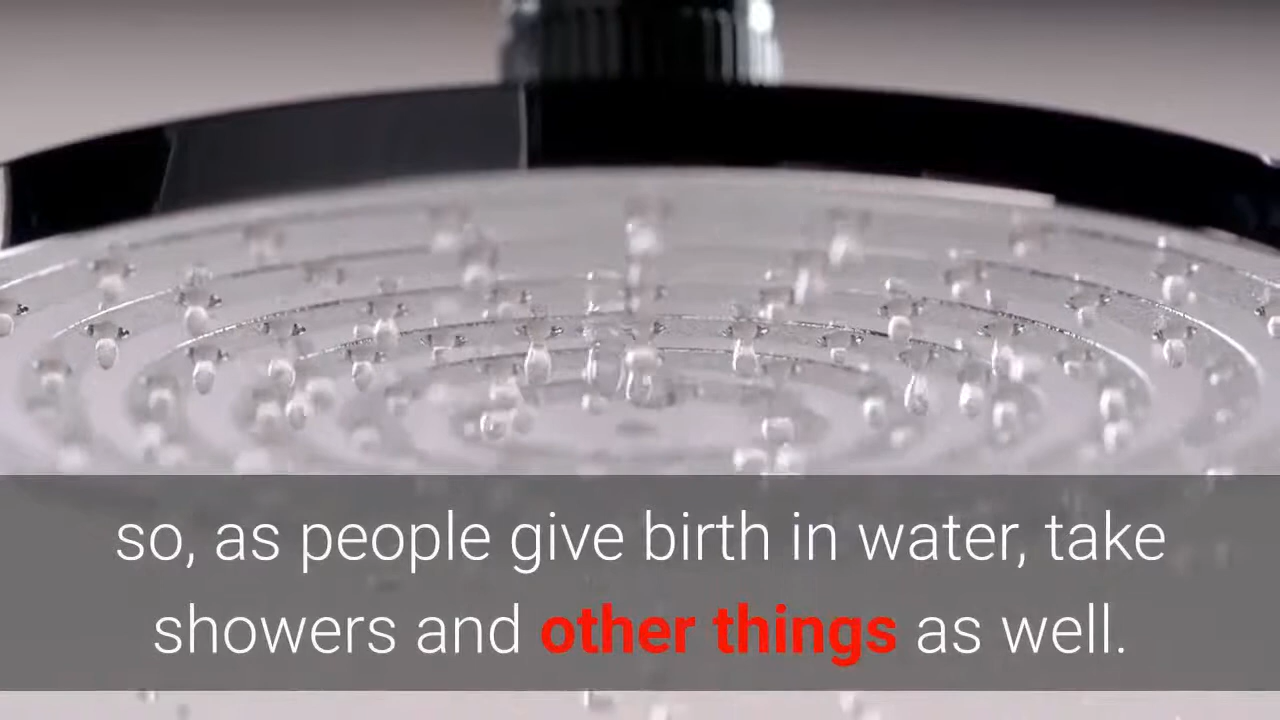 so, as people give birth in water, take
showers and other things as well.